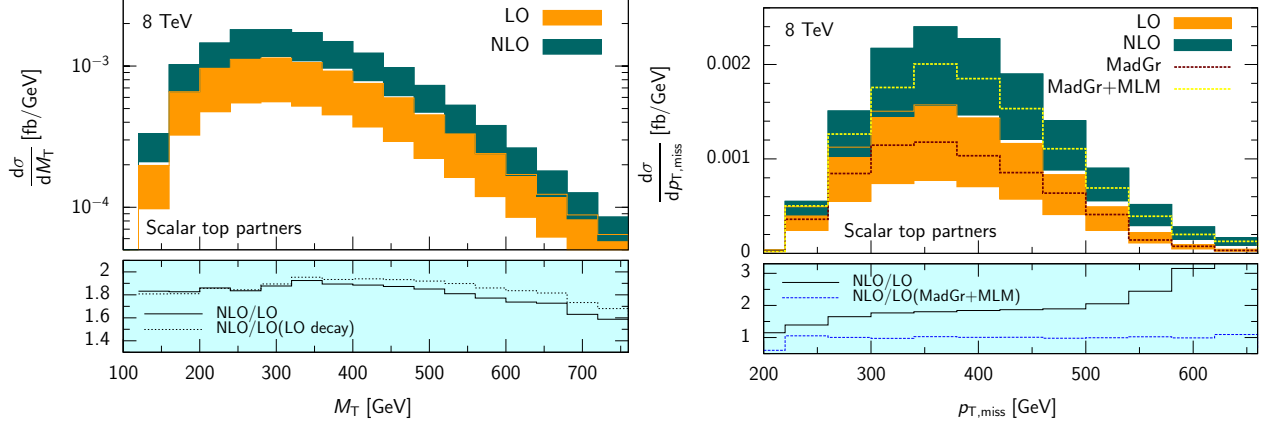 8 TeV
LO
NLO
10⁻³
10⁻⁴
dσ/dM_T [fb/GeV]
Scalar top partners
2
1.8
1.6
1.4
NLO/LO
NLO/LO(LO decay)
100 200 300 400 500 600 700
M_T [GeV]
8 TeV
LO
NLO
MadGr
MadGr+MLM
0.002
0.001
0
dσ/dp_T,miss [fb/GeV]
Scalar top partners
3
2
1
NLO/LO
NLO/LO(MadGr+MLM)
200 300 400 500 600
p_T,miss [GeV]